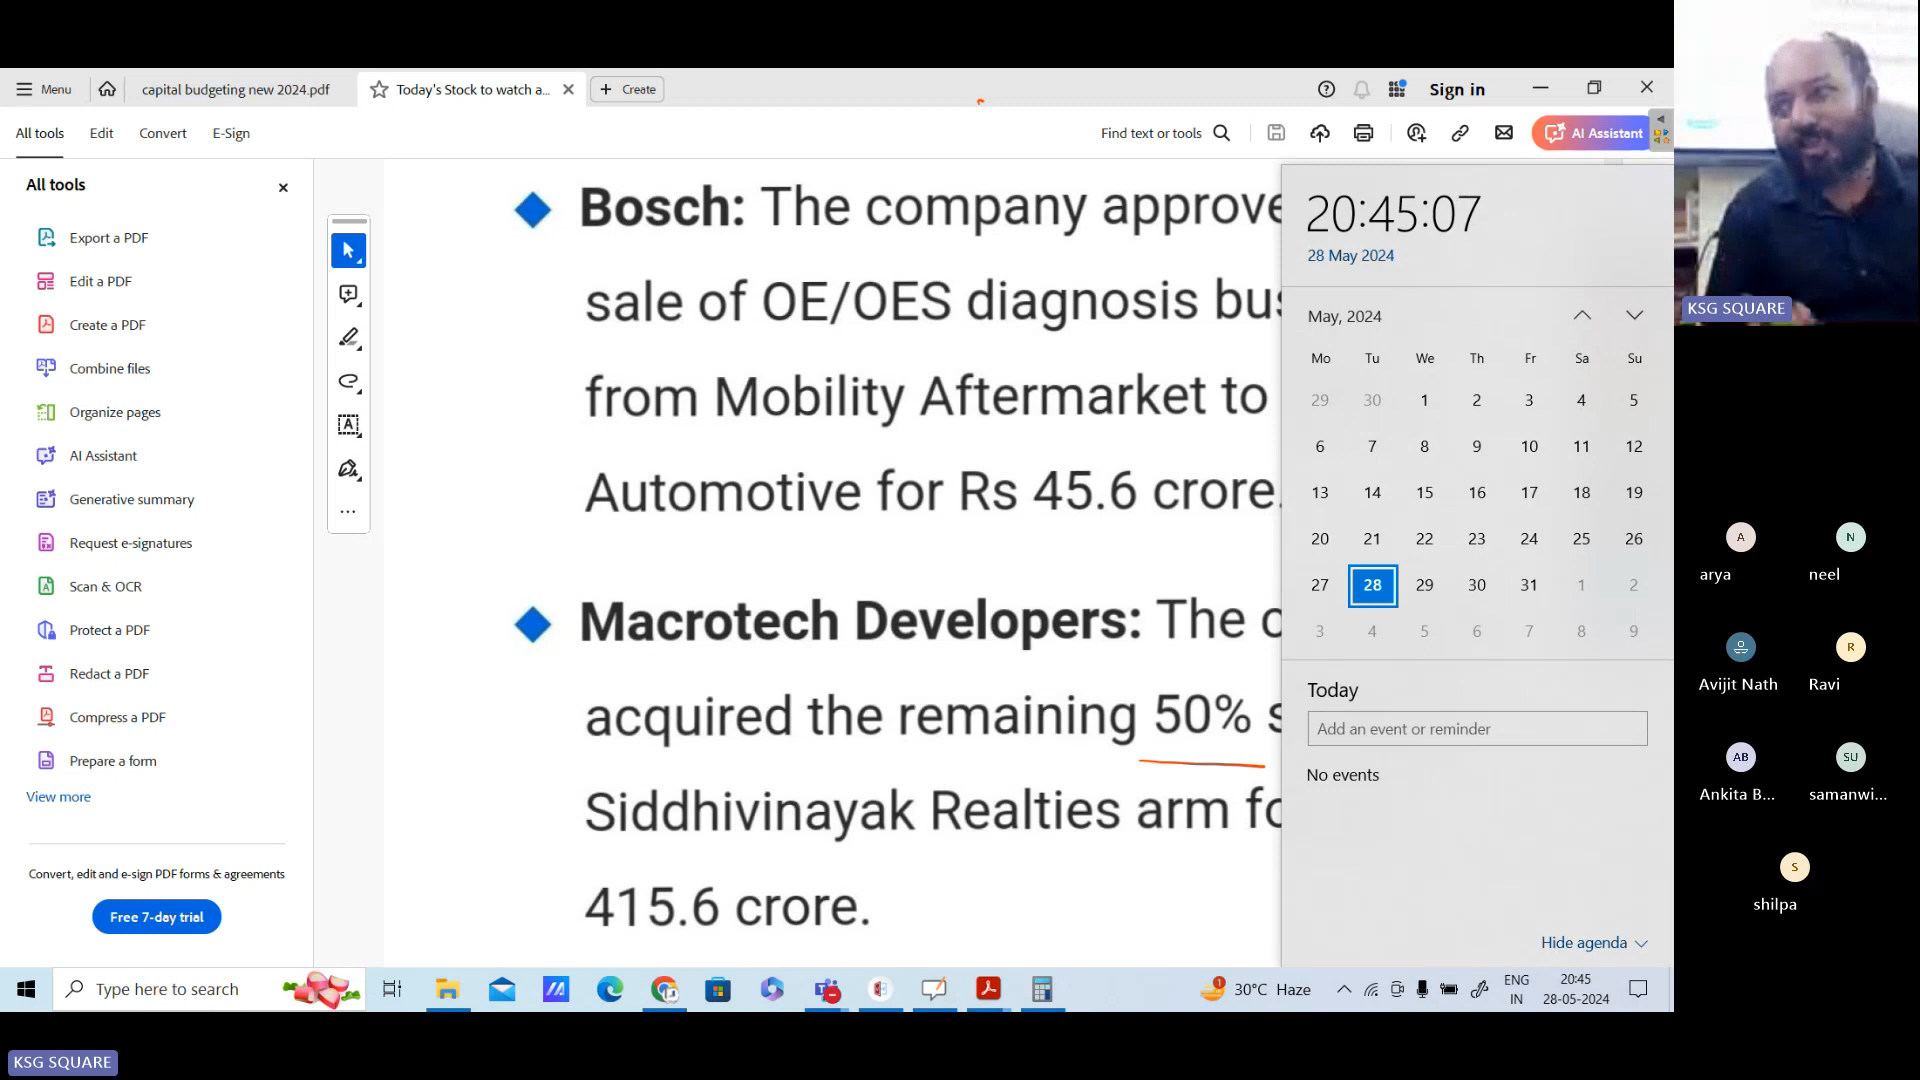 Menu
capital budgeting new 2024.pdf
Today's Stock to watch a...
Create
Sign in
All tools
Edit
Convert
E-Sign
Find text or tools
AI Assistant
All tools
Export a PDF
Edit a PDF
Create a PDF
Combine files
Organize pages
AI Assistant
Generative summary
Request e-signatures
Scan & OCR
Protect a PDF
Redact a PDF
Compress a PDF
Prepare a form
View more
Convert, edit and e-sign PDF forms & agreements
Free 7-day trial
Bosch: The company approve
sale of OE/OES diagnosis bus
from Mobility Aftermarket to
Automotive for Rs 45.6 crore.
Macrotech Developers: The c
acquired the remaining 50% s
Siddhivinayak Realties arm fo
415.6 crore.
20:45:07
28 May 2024
May, 2024
Mo Tu We Th Fr Sa Su
29 30 1 2 3 4 5
6 7 8 9 10 11 12
13 14 15 16 17 18 19
20 21 22 23 24 25 26
27 28 29 30 31 1 2
3 4 5 6 7 8 9
Today
Add an event or reminder
No events
Hide agenda
KSG SQUARE
A
N
arya
neel
R
Avijit Nath
Ravi
AB
SU
Ankita B...
samanwi...
S
shilpa
Type here to search
1
30°C Haze
ENG
IN
20:45
28-05-2024
KSG SQUARE